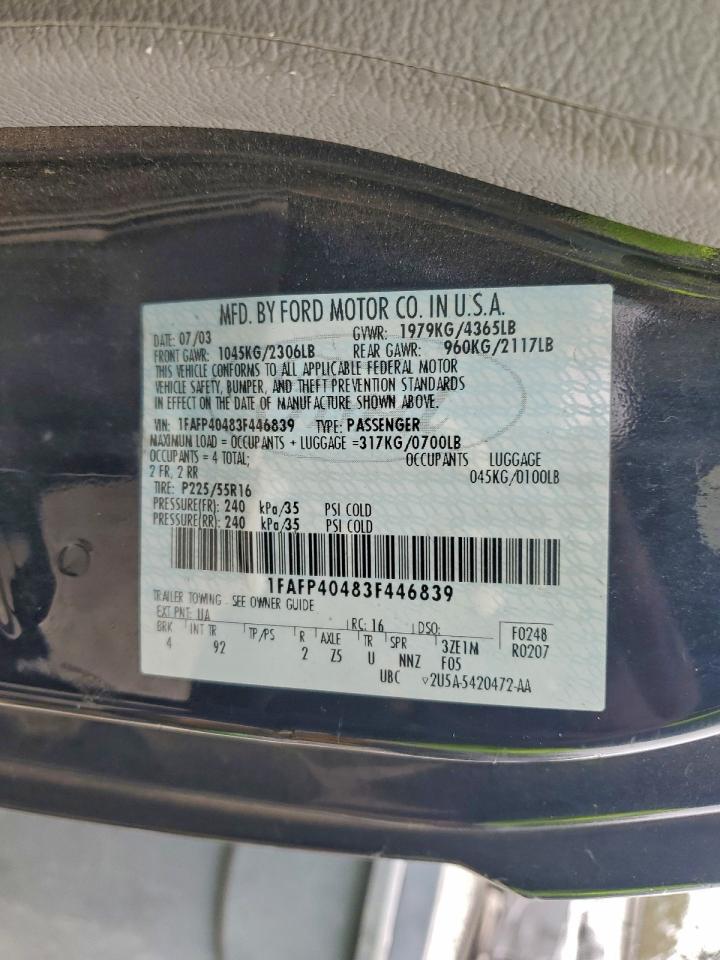 MFD. BY FORD MOTOR CO. IN U.S.A.
DATE: 07/03 GVWR: 1979KG/4365LB
FRONT GAWR: 1045KG/2306LB REAR GAWR: 960KG/2117LB
THIS VEHICLE CONFORMS TO ALL APPLICABLE FEDERAL MOTOR
VEHICLE SAFETY, BUMPER, AND THEFT PREVENTION STANDARDS
IN EFFECT ON THE DATE OF MANUFACTURE SHOWN ABOVE.
VIN: 1FAFP40483F446839 TYPE: PASSENGER
MAXIMUM LOAD = OCCUPANTS + LUGGAGE =317KG/0700LB
OCCUPANTS = 4 TOTAL; OCCUPANTS LUGGAGE
2 FR, 2 RR 045KG/0100LB
TIRE: P225/55R16
PRESSURE(FR): 240 kPa/35 PSI COLD
PRESSURE(RR): 240 kPa/35 PSI COLD
1FAFP40483F446839
TRAILER TOWING - SEE OWNER GUIDE
EXT PNT: UA RC: 16 DSO: F0248
BRK INT TR TP/PS R AXLE TR SPR 3ZE1M R0207
4 92 2 Z5 U NNZ F05
UBC ▽2U5A-5420472-AA